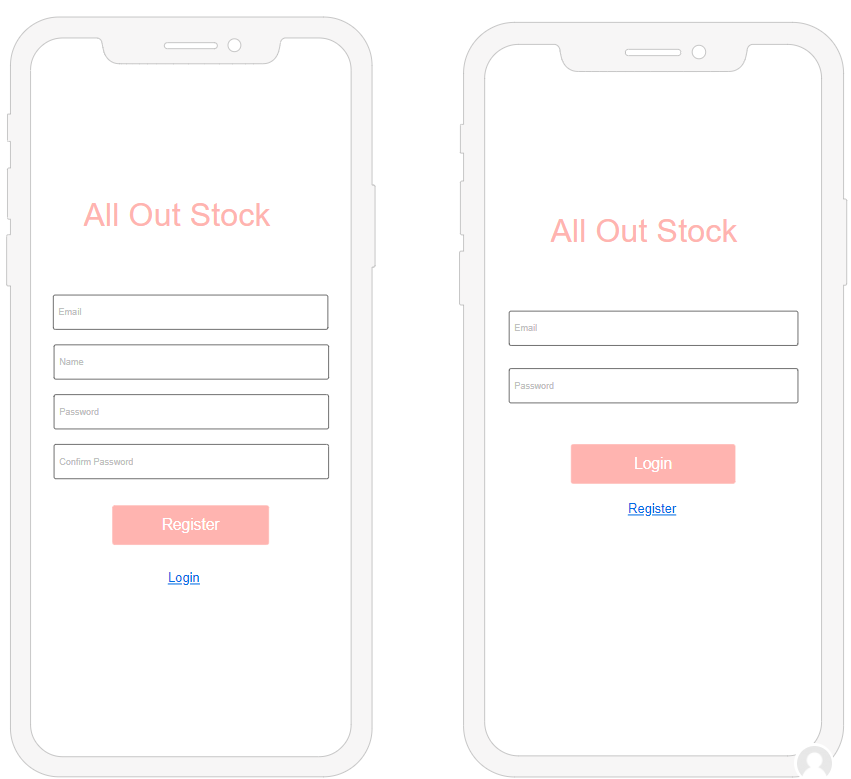 All Out Stock
Email
Name
Password
Confirm Password
Register
Login
All Out Stock
Email
Password
Login
Register